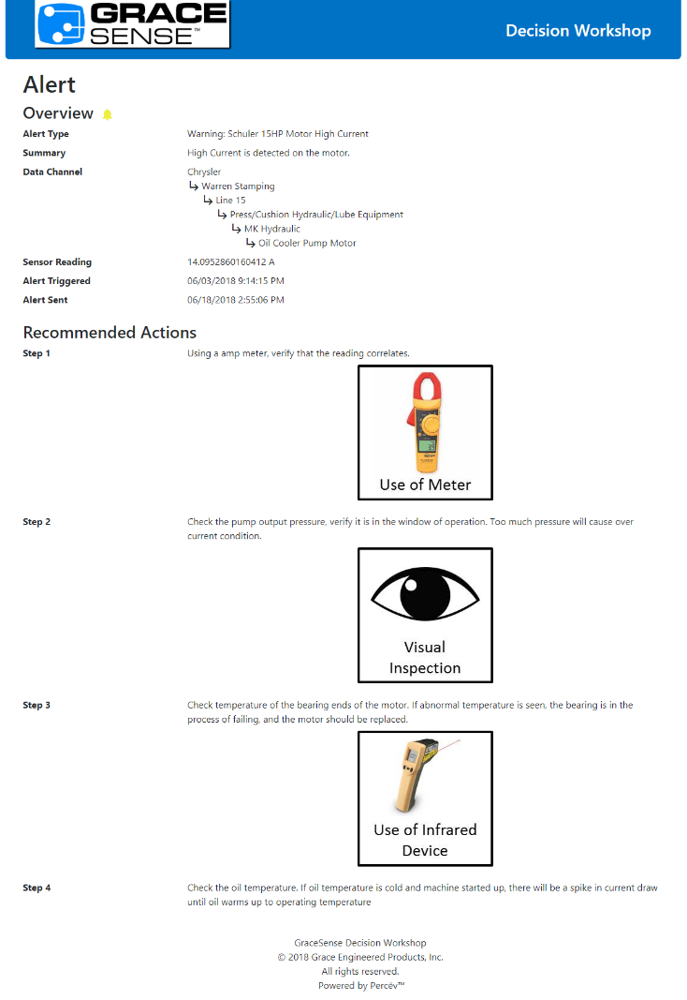 GRACE
SENSE™
Decision Workshop
Alert
Overview
Alert Type Warning: Schuler 15HP Motor High Current
Summary High Current is detected on the motor.
Data Channel Chrysler
Warren Stamping
Line 15
Press/Cushion Hydraulic/Lube Equipment
MK Hydraulic
Oil Cooler Pump Motor
Sensor Reading 14.0952860160412 A
Alert Triggered 06/03/2018 9:14:15 PM
Alert Sent 06/18/2018 2:55:06 PM
Recommended Actions
Step 1 Using a amp meter, verify that the reading correlates.
Use of Meter
Step 2 Check the pump output pressure, verify it is in the window of operation. Too much pressure will cause over
current condition.
Visual
Inspection
Step 3 Check temperature of the bearing ends of the motor. If abnormal temperature is seen, the bearing is in the
process of failing, and the motor should be replaced.
Use of Infrared
Device
Step 4 Check the oil temperature. If oil temperature is cold and machine started up, there will be a spike in current draw
until oil warms up to operating temperature
GraceSense Decision Workshop
© 2018 Grace Engineered Products, Inc.
All rights reserved.
Powered by Percēv™